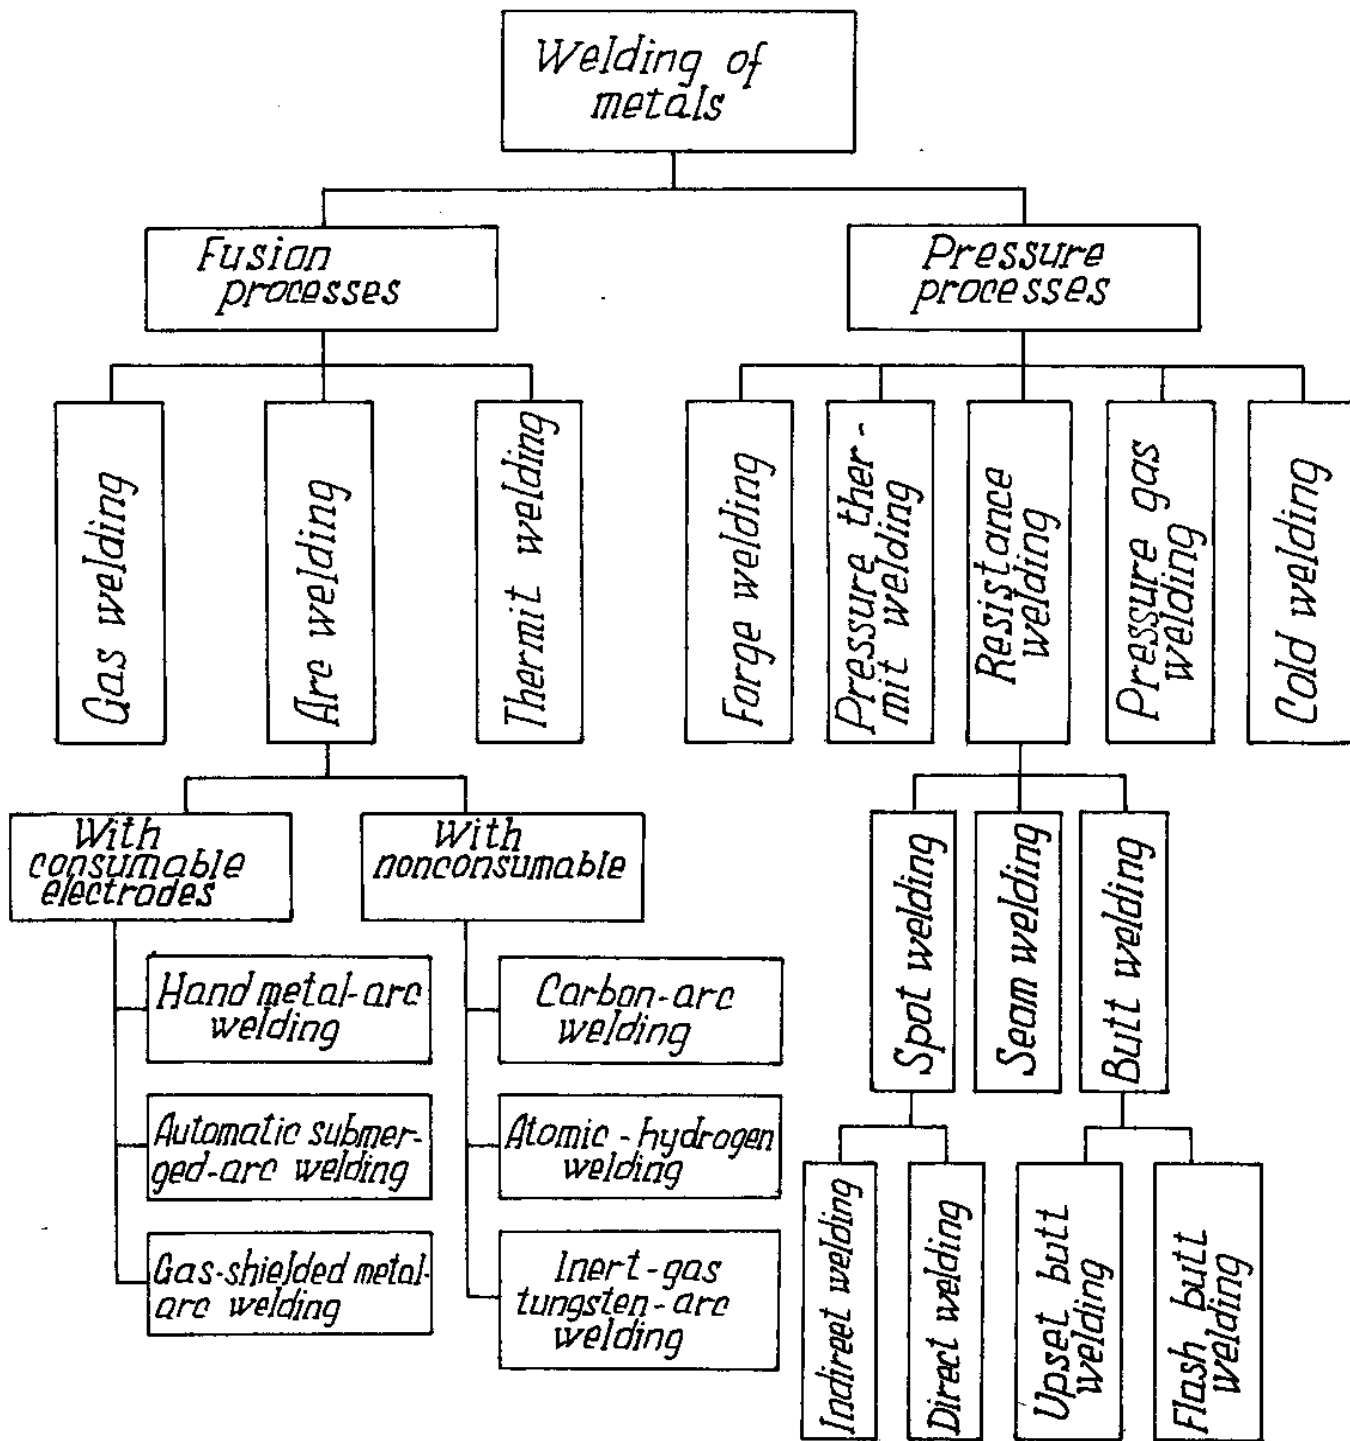 Welding of
metals
Fusion
processes
Pressure
processes
Gas welding
Arc welding
Thermit welding
Forge welding
Pressure ther-
mit welding
Resistance
welding
Pressure gas
welding
Cold welding
With
consumable
electrodes
With
nonconsumable
Hand metal-arc
welding
Automatic submer-
ged-arc welding
Gas-shielded metal-
arc welding
Carbon-arc
welding
Atomic-hydrogen
welding
Inert-gas
tungsten-arc
welding
Spot welding
Seam welding
Butt welding
Indireet welding
Direct welding
Upset butt
welding
Flash butt
welding